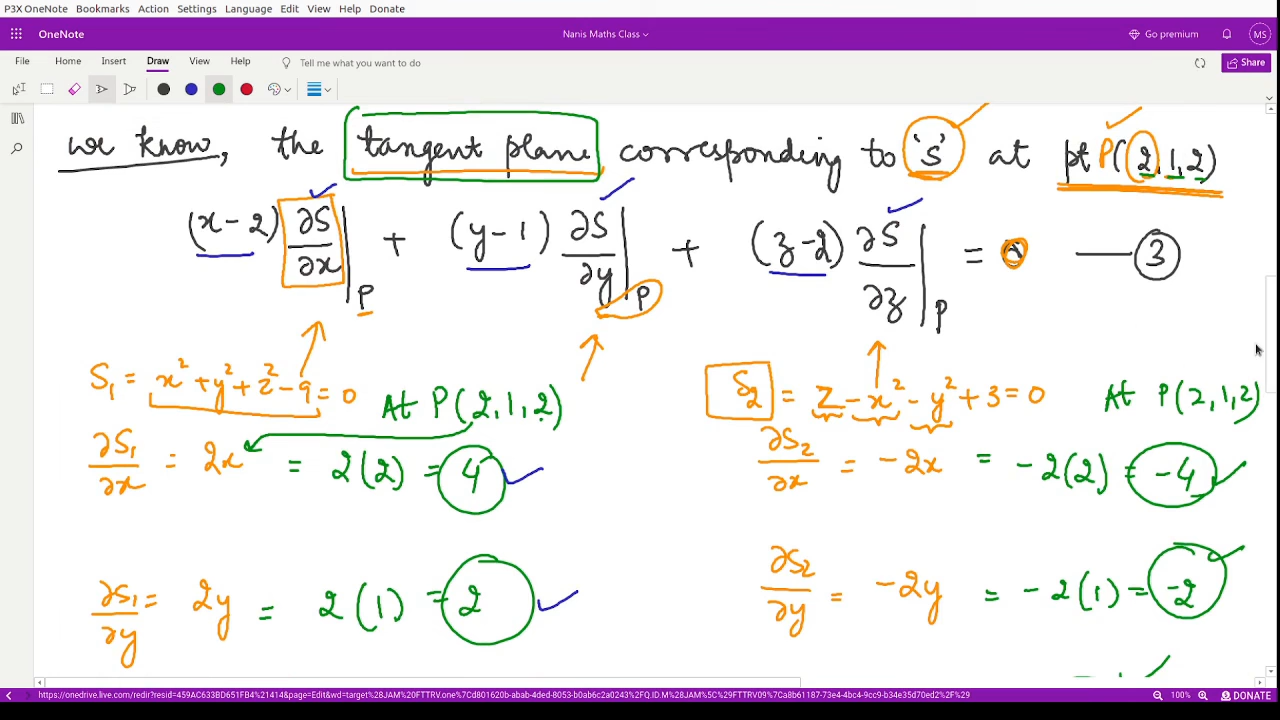 P3X OneNote Bookmarks Action Settings Language Edit View History Help Donate
OneNote Nanis Maths Class Go premium MS
File Home Insert Draw View Help Tell me what you want to do Share
we know, the tangent plane corresponding to 'S' at pt P(2,1,2)
(x-2) ∂S/∂x |P + (y-1) ∂S/∂y |P + (z-2) ∂S/∂z |P = 0 — 3
S₁ = x² + y² + z² - 9 = 0 At P(2,1,2) S₂ = z - x² - y² + 3 = 0 At P(2,1,2)
∂S₁/∂x = 2x = 2(2) = 4 ∂S₂/∂x = -2x = -2(2) = -4
∂S₁/∂y = 2y = 2(1) = 2 ∂S₂/∂y = -2y = -2(1) = -2
100% DONATE